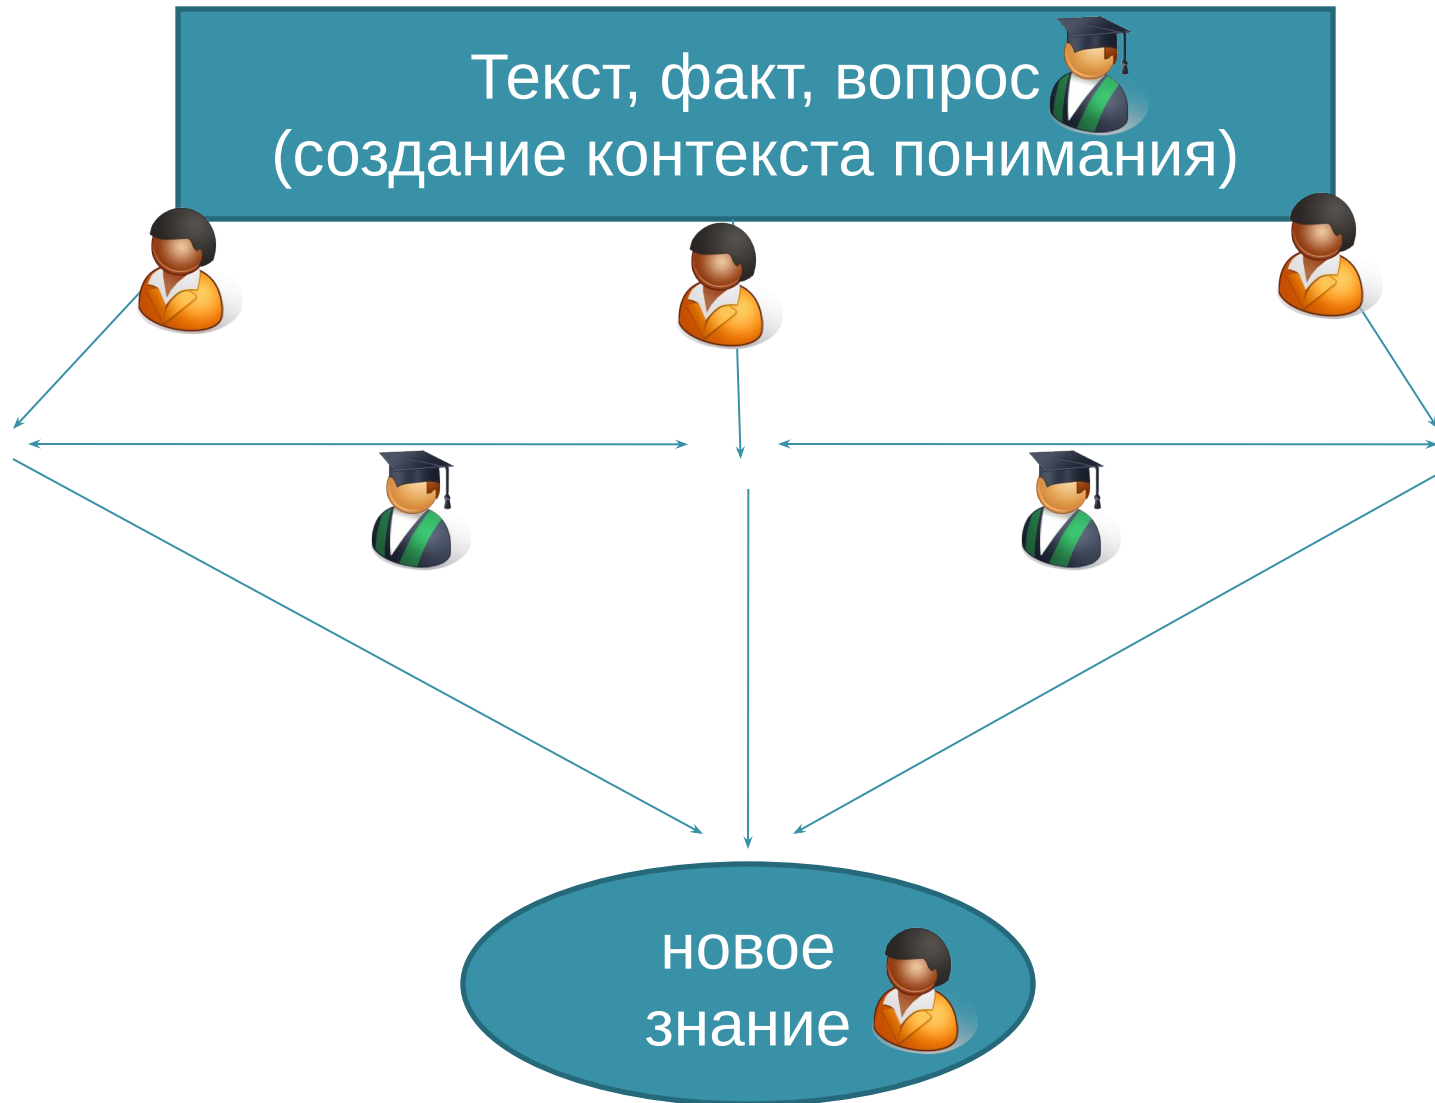 Текст, факт, вопрос
(создание контекста понимания)
новое
знание